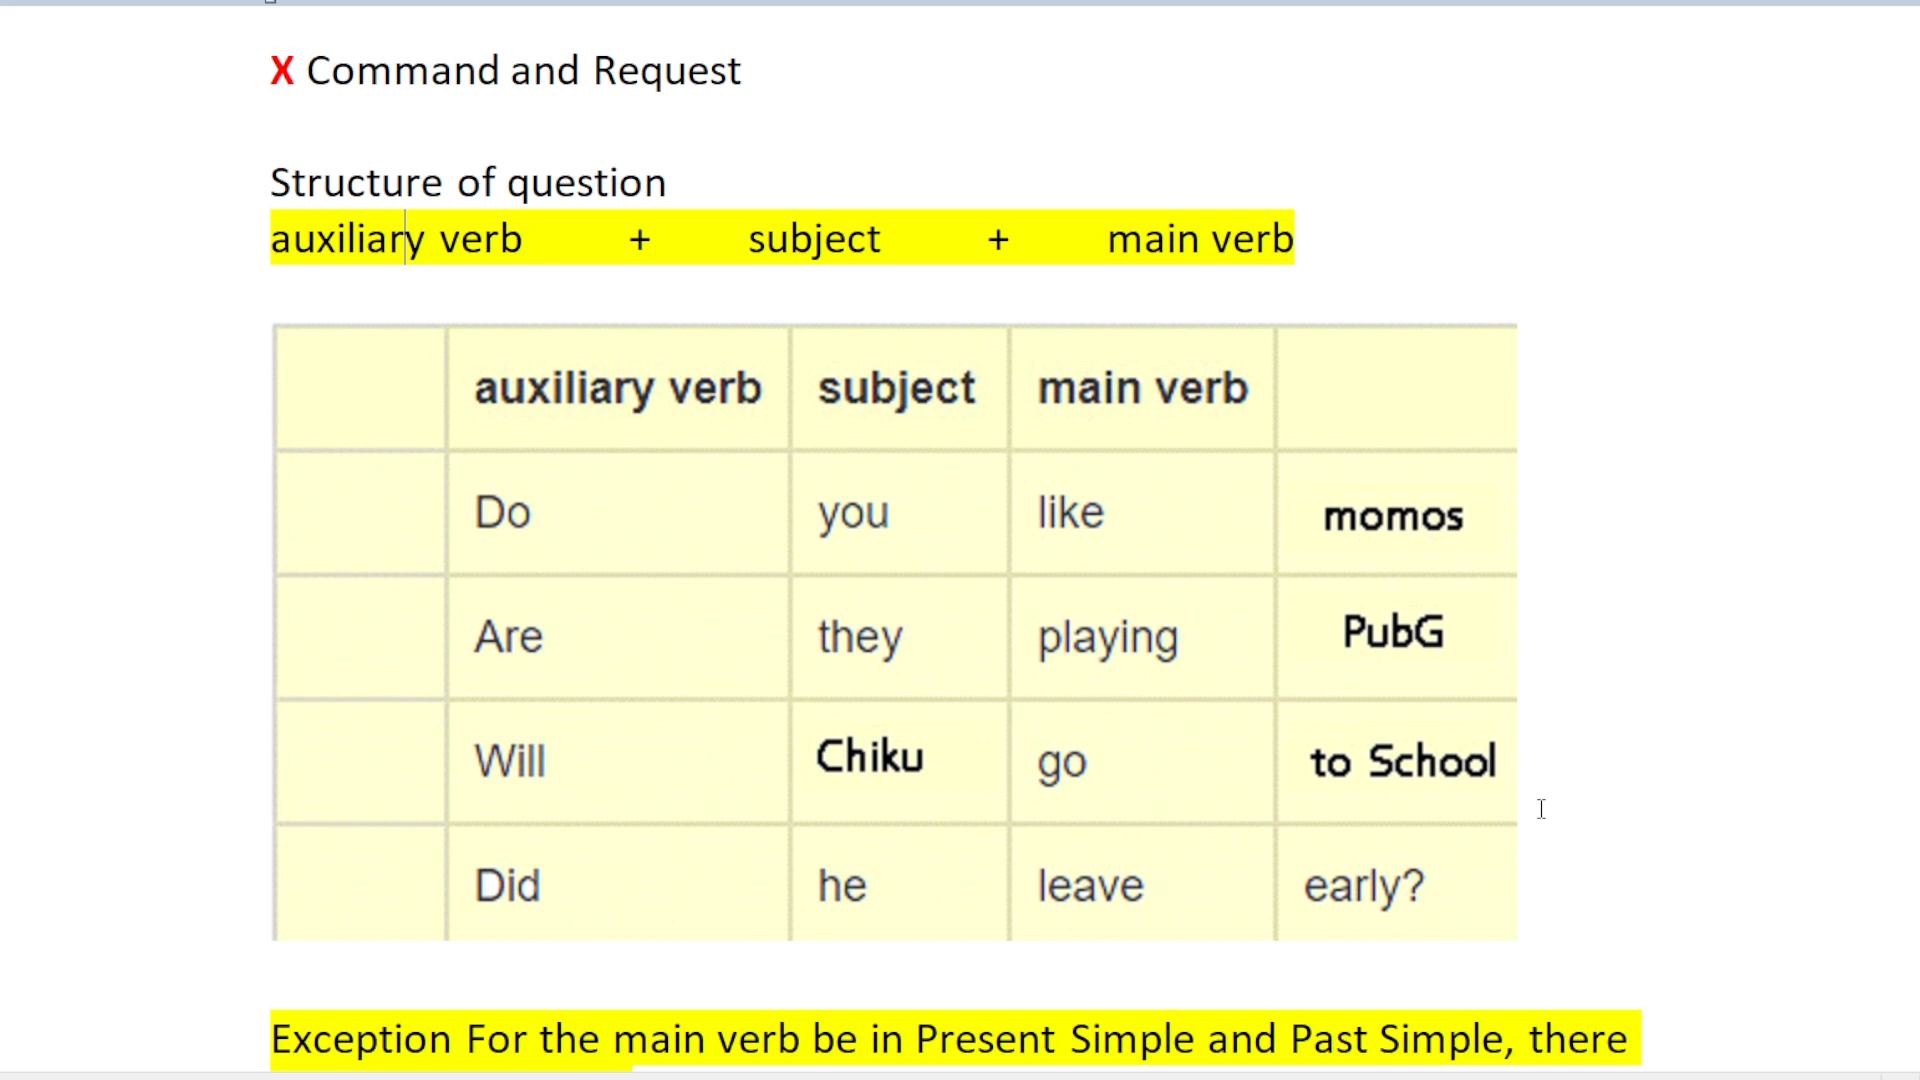 X Command and Request
Structure of question
auxiliary verb + subject + main verb
auxiliary verb subject main verb
Do you like momos
Are they playing PubG
Will Chiku go to School
Did he leave early?
Exception For the main verb be in Present Simple and Past Simple, there